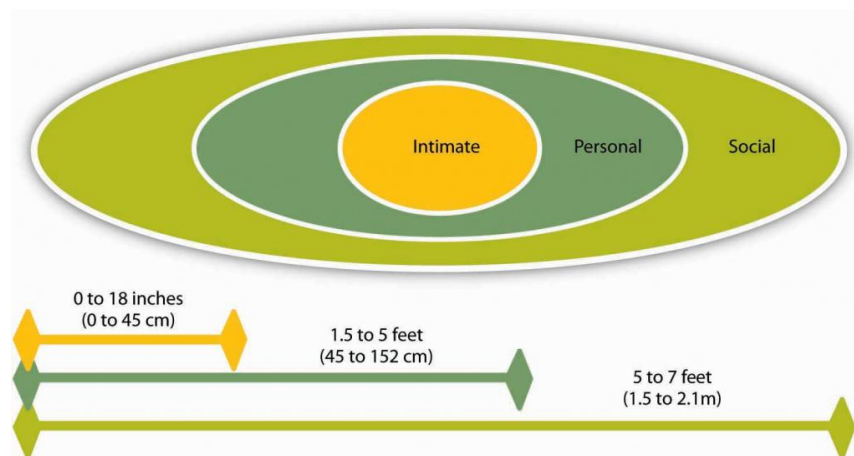 Intimate
Personal
Social
0 to 18 inches
(0 to 45 cm)
1.5 to 5 feet
(45 to 152 cm)
5 to 7 feet
(1.5 to 2.1m)